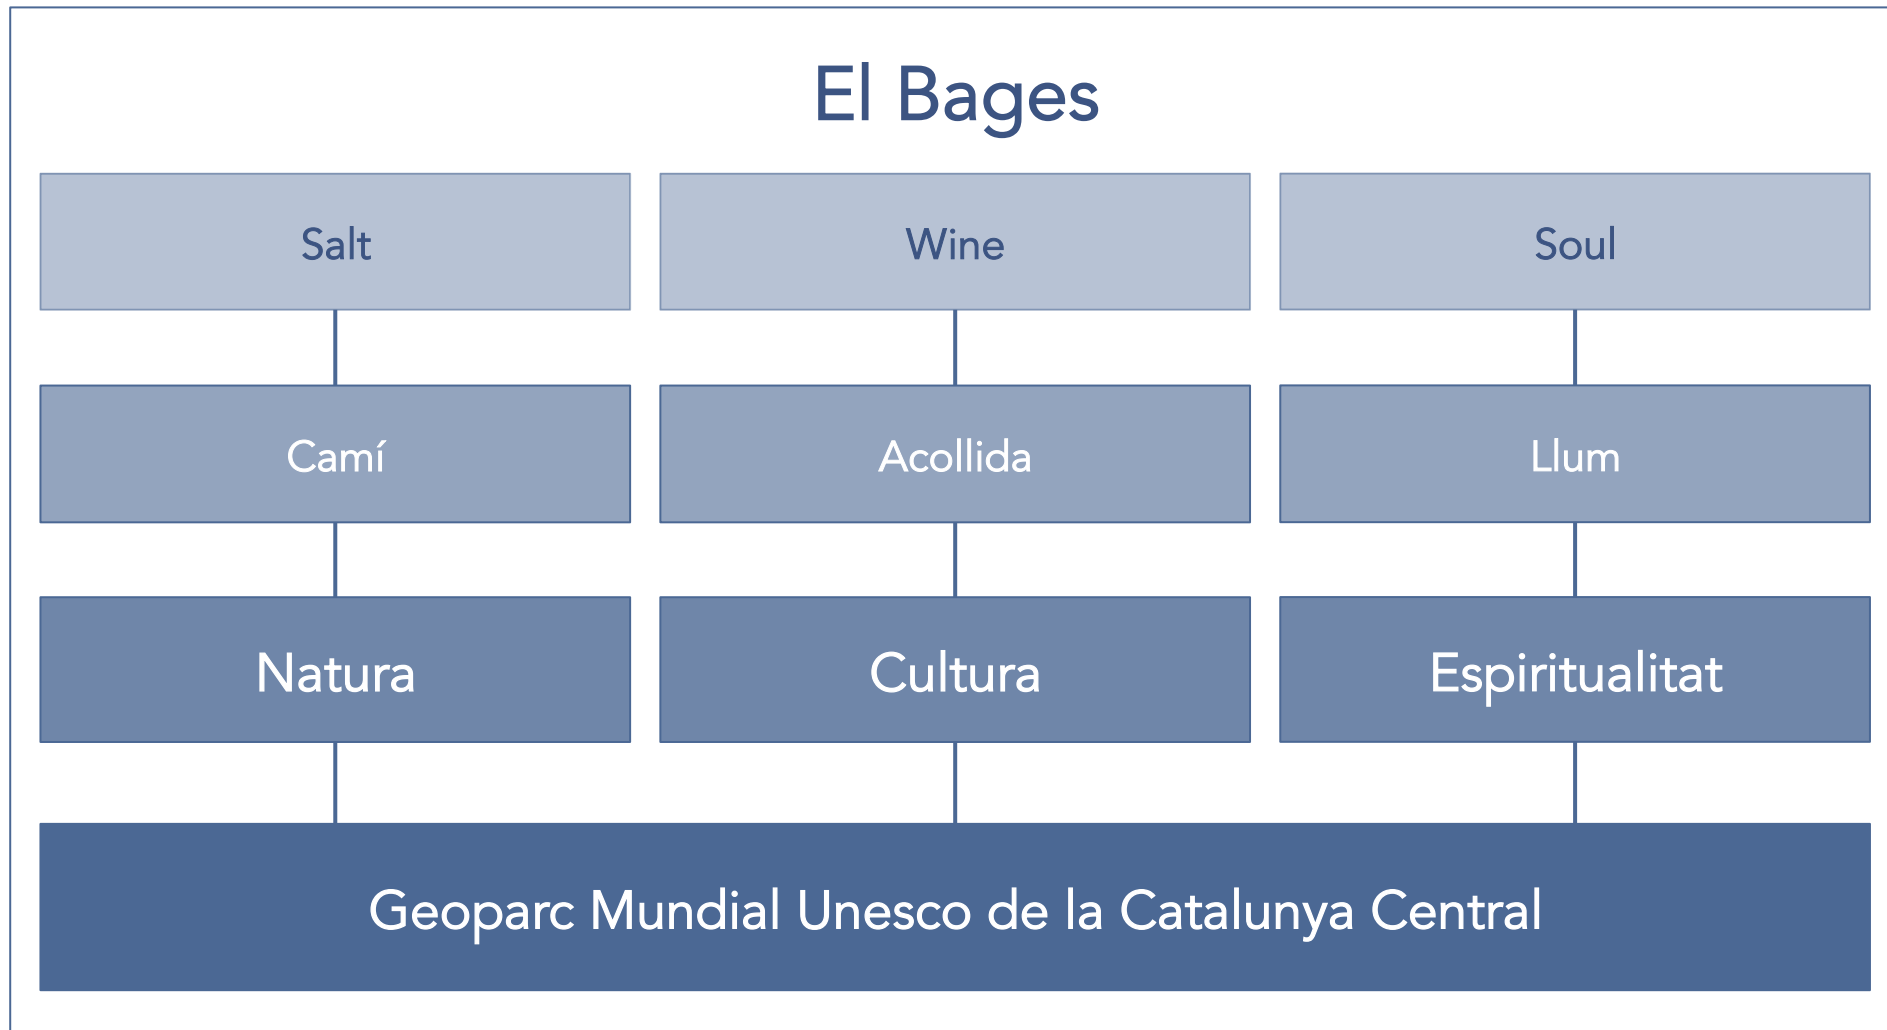 El Bages
Salt
Wine
Soul
Camí
Acollida
Llum
Natura
Cultura
Espiritualitat
Geoparc Mundial Unesco de la Catalunya Central